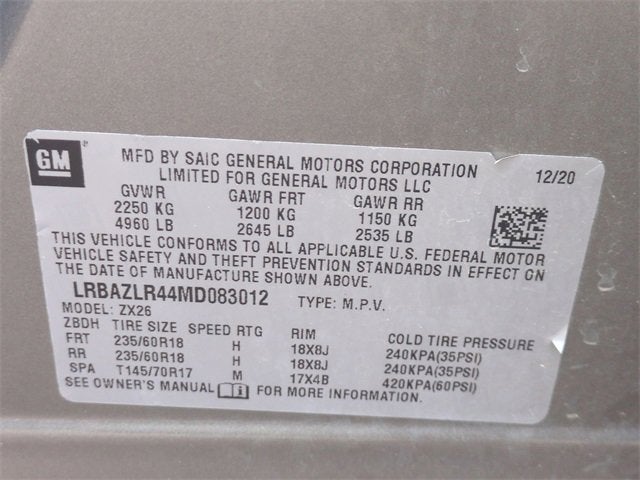 GM
MFD BY SAIC GENERAL MOTORS CORPORATION
LIMITED FOR GENERAL MOTORS LLC
12/20
GVWR GAWR FRT GAWR RR
2250 KG 1200 KG 1150 KG
4960 LB 2645 LB 2535 LB
THIS VEHICLE CONFORMS TO ALL APPLICABLE U.S. FEDERAL MOTOR
VEHICLE SAFETY AND THEFT PREVENTION STANDARDS IN EFFECT ON
THE DATE OF MANUFACTURE SHOWN ABOVE.
LRBAZLR44MD083012 TYPE: M.P.V.
MODEL: ZX26
ZBDH TIRE SIZE SPEED RTG RIM COLD TIRE PRESSURE
FRT 235/60R18 H 18X8J 240KPA(35PSI)
RR 235/60R18 H 18X8J 240KPA(35PSI)
SPA T145/70R17 M 17X4B 420KPA(60PSI)
SEE OWNER'S MANUAL FOR MORE INFORMATION.